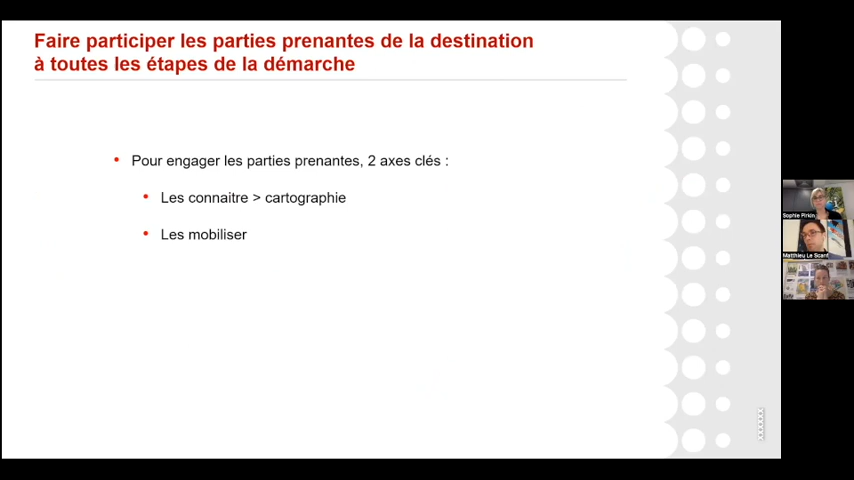 Faire participer les parties prenantes de la destination
à toutes les étapes de la démarche
• Pour engager les parties prenantes, 2 axes clés :
• Les connaitre > cartographie
• Les mobiliser
Sophie Pirkin
Matthieu Le Scant